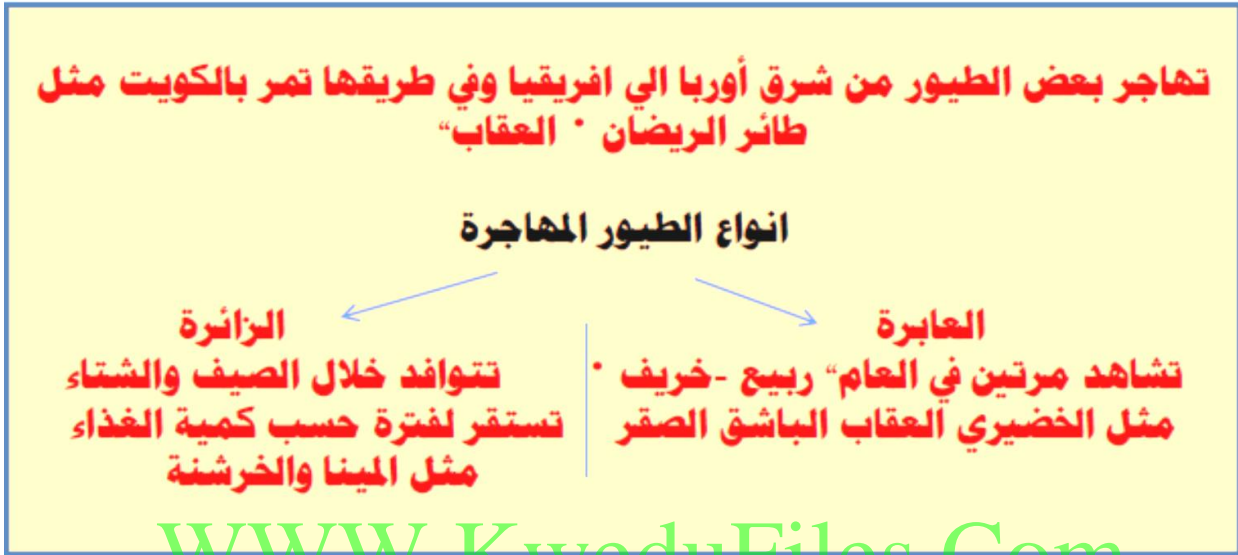 تهاجر بعض الطيور من شرق أوربا الي افريقيا وفي طريقها تمر بالكويت مثل
طائر الريضان " العقاب"
انواع الطيور المهاجرة
العابرة
تشاهد مرتين في العام" ربيع -خريف "
مثل الخضيري العقاب الباشق الصقر
الزائرة
تتوافد خلال الصيف والشتاء
تستقر لفترة حسب كمية الغذاء
مثل المينا والخرشنة
WWW.KweduFiles.Com